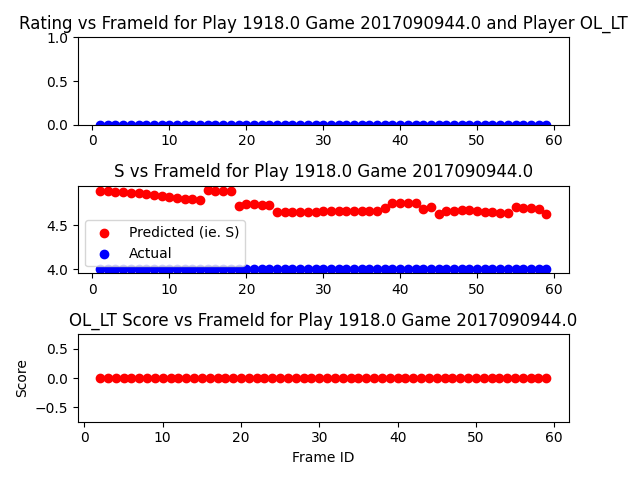 Rating vs FrameId for Play 1918.0 Game 2017090944.0 and Player OL_LT
1.0
0.5
0.0
0 10 20 30 40 50 60
S vs FrameId for Play 1918.0 Game 2017090944.0
4.5
4.0
Predicted (ie. S)
Actual
0 10 20 30 40 50 60
OL_LT Score vs FrameId for Play 1918.0 Game 2017090944.0
Score
0.5
0.0
−0.5
0 10 20 30 40 50 60
Frame ID